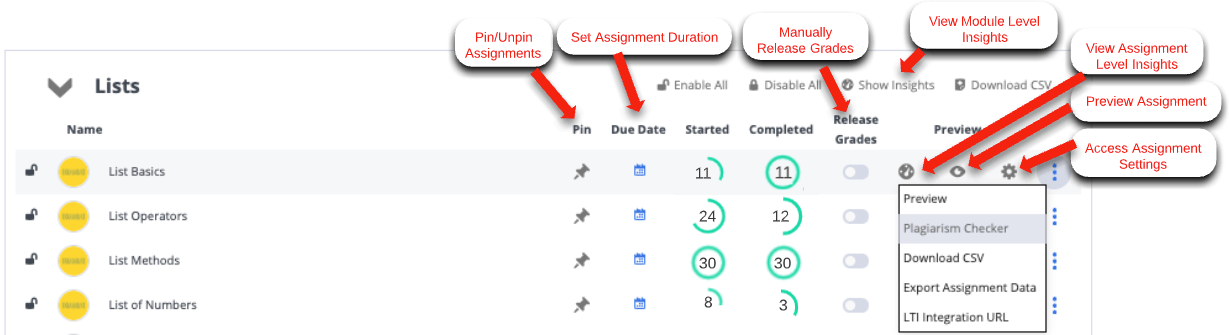 Pin/Unpin
Assignments
Set Assignment Duration
Manually
Release Grades
View Module Level
Insights
View Assignment
Level Insights
Preview Assignment
Access Assignment
Settings
Lists
Enable All
Disable All
Show Insights
Download CSV
Name
Pin
Due Date
Started
Completed
Release
Grades
Preview
List Basics
11
11
List Operators
24
12
List Methods
30
30
List of Numbers
8
3
Preview
Plagiarism Checker
Download CSV
Export Assignment Data
LTI Integration URL